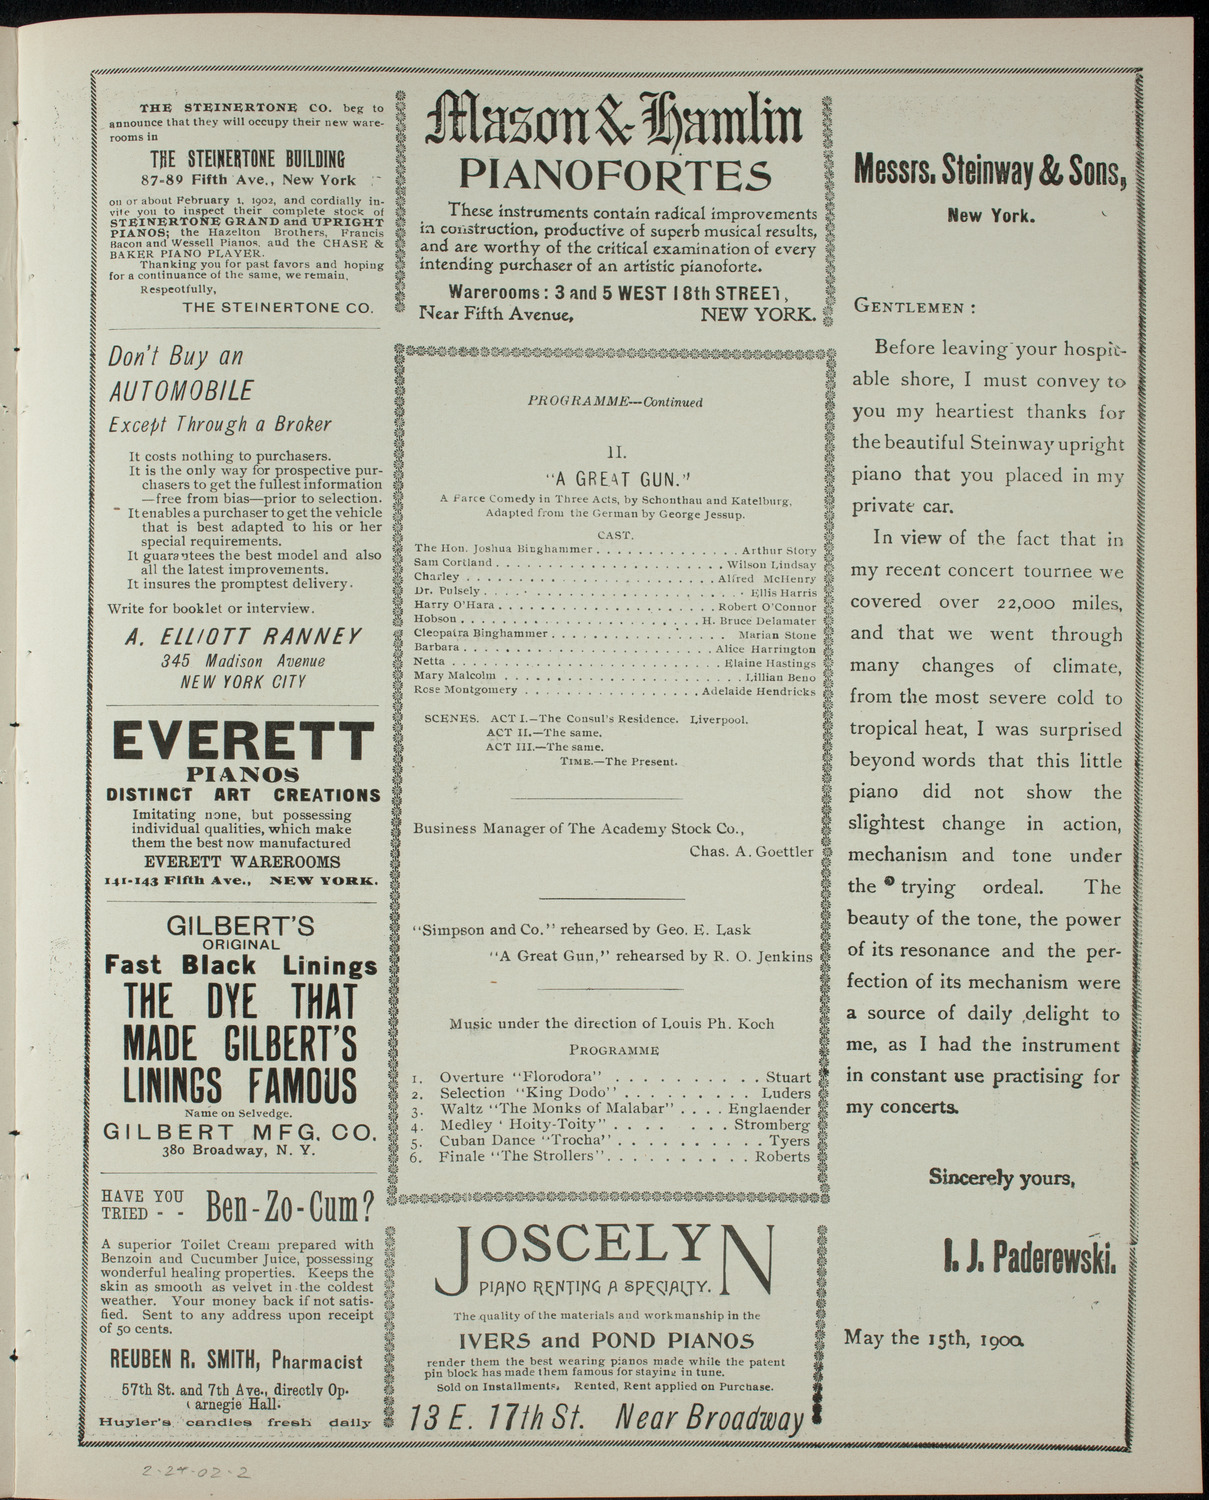 THE STEINERTONE CO. beg to
announce that they will occupy their new ware-
rooms in
THE STEINERTONE BUILDING
87-89 Fifth Ave., New York
on or about February 1, 1902, and cordially in-
vite you to inspect their complete stock of
STEINERTONE GRAND and UPRIGHT
PIANOS; the Hazelton Brothers, Francis
Bacon and Wessell Pianos, and the CHASE &
BAKER PIANO PLAYER.
Thanking you for past favors and hoping
for a continuance of the same, we remain,
Respectfully,
THE STEINERTONE CO.
Don't Buy an
AUTOMOBILE
Except Through a Broker
It costs nothing to purchasers.
It is the only way for prospective pur-
chasers to get the fullest information
—free from bias—prior to selection.
It enables a purchaser to get the vehicle
that is best adapted to his or her
special requirements.
It guarantees the best model and also
all the latest improvements.
It insures the promptest delivery.
Write for booklet or interview.
A. ELLIOTT RANNEY
345 Madison Avenue
NEW YORK CITY
EVERETT
PIANOS
DISTINCT ART CREATIONS
Imitating none, but possessing
individual qualities, which make
them the best now manufactured
EVERETT WAREROOMS
141-143 Fifth Ave., NEW YORK.
GILBERT'S
ORIGINAL
Fast Black Linings
THE DYE THAT
MADE GILBERT'S
LININGS FAMOUS
Name on Selvedge.
GILBERT MFG. CO.
380 Broadway, N. Y.
HAVE YOU
TRIED - - Ben-Zo-Cum?
A superior Toilet Cream prepared with
Benzoin and Cucumber Juice, possessing
wonderful healing properties. Keeps the
skin as smooth as velvet in the coldest
weather. Your money back if not satis-
fied. Sent to any address upon receipt
of 50 cents.
REUBEN R. SMITH, Pharmacist
57th St. and 7th Ave., directly Op.
Carnegie Hall.
Huyler's candies fresh daily
Mason & Hamlin
PIANOFORTES
These instruments contain radical improvements
in construction, productive of superb musical results,
and are worthy of the critical examination of every
intending purchaser of an artistic pianoforte.
Warerooms: 3 and 5 WEST 18th STREET,
Near Fifth Avenue, NEW YORK.
PROGRAMME—Continued
II.
"A GREAT GUN."
A Farce Comedy in Three Acts, by Schonthau and Katelburg,
Adapted from the German by George Jessup.
CAST.
The Hon. Joshua Binghammer . . . . . . . . . . . . . . Arthur Story
Sam Cortland . . . . . . . . . . . . . . . . . . . . . . . Wilson Lindsay
Charley . . . . . . . . . . . . . . . . . . . . . . . . . Alfred McHenry
Dr. Pulsely . . . . . . . . . . . . . . . . . . . . . . . . . . Ellis Harris
Harry O'Hara . . . . . . . . . . . . . . . . . . . . . . Robert O'Connor
Hobson . . . . . . . . . . . . . . . . . . . . . . . . H. Bruce Delamater
Cleopatra Binghammer . . . . . . . . . . . . . . . . . . Marian Stone
Barbara . . . . . . . . . . . . . . . . . . . . . . . . . Alice Harrington
Netta . . . . . . . . . . . . . . . . . . . . . . . . . . . Elaine Hastings
Mary Malcolm . . . . . . . . . . . . . . . . . . . . . . . . Lillian Beno
Rose Montgomery . . . . . . . . . . . . . . . . . . Adelaide Hendricks
SCENES. ACT I.—The Consul's Residence. Liverpool.
ACT II.—The same.
ACT III.—The same.
TIME.—The Present.
Business Manager of The Academy Stock Co.,
Chas. A. Goettler
"Simpson and Co." rehearsed by Geo. E. Lask
"A Great Gun," rehearsed by R. O. Jenkins
Music under the direction of Louis Ph. Koch
PROGRAMME
1. Overture "Florodora" . . . . . . . . . . Stuart
2. Selection "King Dodo" . . . . . . . . . Luders
3. Waltz "The Monks of Malabar" . . . . Englaender
4. Medley ' Hoity-Toity" . . . . . . . Stromberg
5. Cuban Dance "Trocha" . . . . . . . . . . Tyers
6. Finale "The Strollers" . . . . . . . . . . Roberts
JOSCELYN
PIANO RENTING A SPECIALTY.
The quality of the materials and workmanship in the
IVERS and POND PIANOS
render them the best wearing pianos made while the patent
pin block has made them famous for staying in tune.
Sold on Installments, Rented, Rent applied on Purchase.
13 E. 17th St. Near Broadway
Messrs. Steinway & Sons,
New York.
GENTLEMEN:
Before leaving your hospit-
able shore, I must convey to
you my heartiest thanks for
the beautiful Steinway upright
piano that you placed in my
private car.
In view of the fact that in
my recent concert tournee we
covered over 22,000 miles,
and that we went through
many changes of climate,
from the most severe cold to
tropical heat, I was surprised
beyond words that this little
piano did not show the
slightest change in action,
mechanism and tone under
the trying ordeal. The
beauty of the tone, the power
of its resonance and the per-
fection of its mechanism were
a source of daily delight to
me, as I had the instrument
in constant use practising for
my concerts.
Sincerely yours,
I. J. Paderewski.
May the 15th, 1900.
2-24-02-2